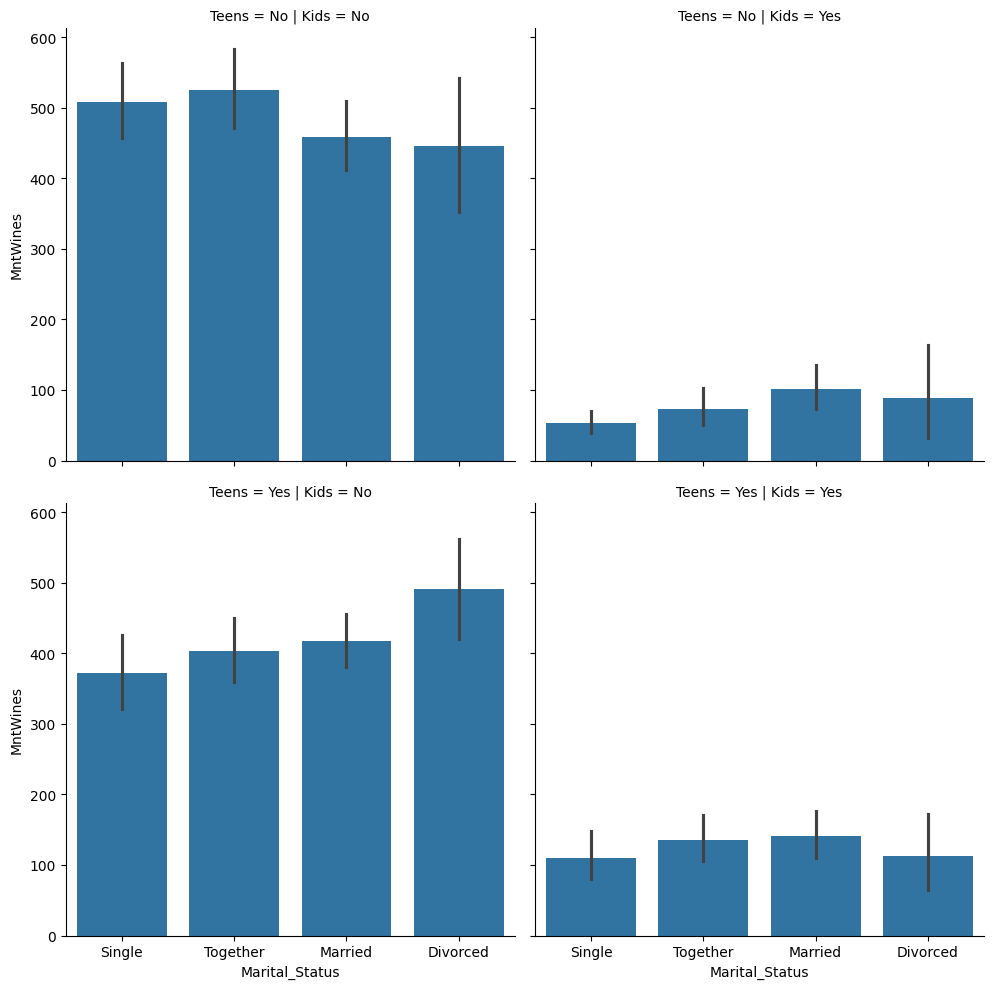 Teens = No | Kids = No
Teens = No | Kids = Yes
600
500
400
300
200
100
0
MntWines
Teens = Yes | Kids = No
Teens = Yes | Kids = Yes
600
500
400
300
200
100
0
MntWines
Single Together Married Divorced
Marital_Status
Single Together Married Divorced
Marital_Status